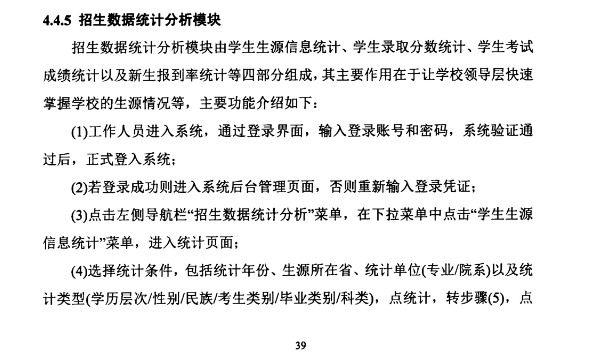 4.4.5 招生数据统计分析模块
招生数据统计分析模块由学生生源信息统计、学生录取分数统计、学生考试
成绩统计以及新生报到率统计等四部分组成，其主要作用在于让学校领导层快速
掌握学校的生源情况等，主要功能介绍如下：
(1)工作人员进入系统，通过登录界面，输入登录账号和密码，系统验证通
过后，正式登入系统；
(2)若登录成功则进入系统后台管理页面，否则重新输入登录凭证；
(3)点击左侧导航栏“招生数据统计分析”菜单，在下拉菜单中点击“学生生源
信息统计”菜单，进入统计页面；
(4)选择统计条件，包括统计年份、生源所在省、统计单位(专业/院系)以及统
计类型(学历层次/性别/民族/考生类别/毕业类别/科类)，点统计，转步骤(5)，点
39